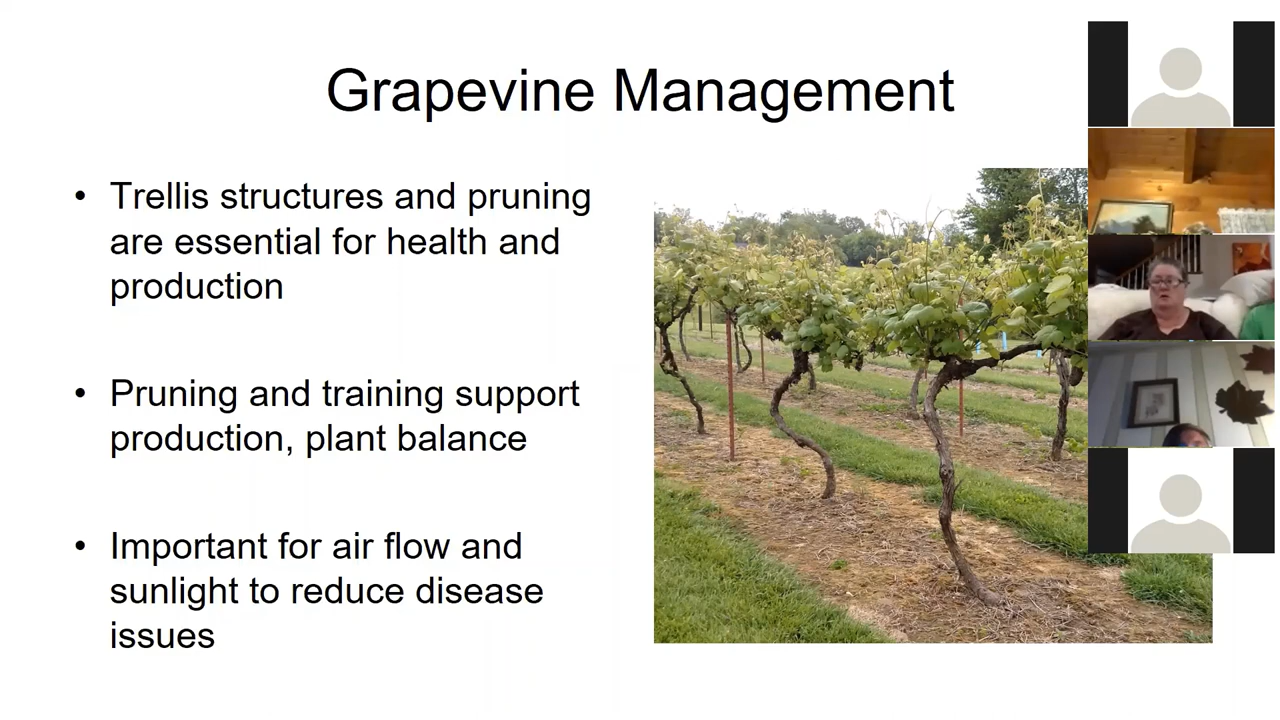 Grapevine Management
• Trellis structures and pruning
are essential for health and
production
• Pruning and training support
production, plant balance
• Important for air flow and
sunlight to reduce disease
issues